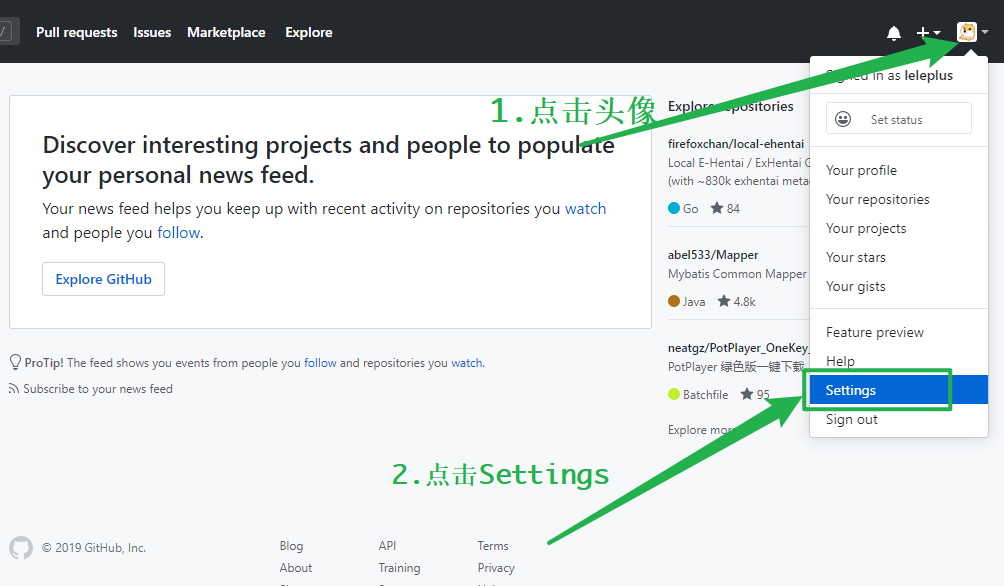 /
Pull requests Issues Marketplace Explore
Signed in as leleplus
1.点击头像
Explore repositories
Set status
Discover interesting projects and people to populate
your personal news feed.
firefoxchan/local-ehentai
Local E-Hentai / ExHentai G
(with ~830k exhentai meta
Your news feed helps you keep up with recent activity on repositories you watch
and people you follow.
Go 84
Your profile
Your repositories
Your projects
Your stars
Your gists
abel533/Mapper
Mybatis Common Mapper
Java 4.8k
Explore GitHub
Feature preview
Help
Settings
Sign out
neatgz/PotPlayer_OneKey_
PotPlayer 绿色版一键下载
Batchfile 95
Explore more
ProTip! The feed shows you events from people you follow and repositories you watch.
Subscribe to your news feed
2.点击Settings
© 2019 GitHub, Inc.
Blog API Terms
About Training Privacy